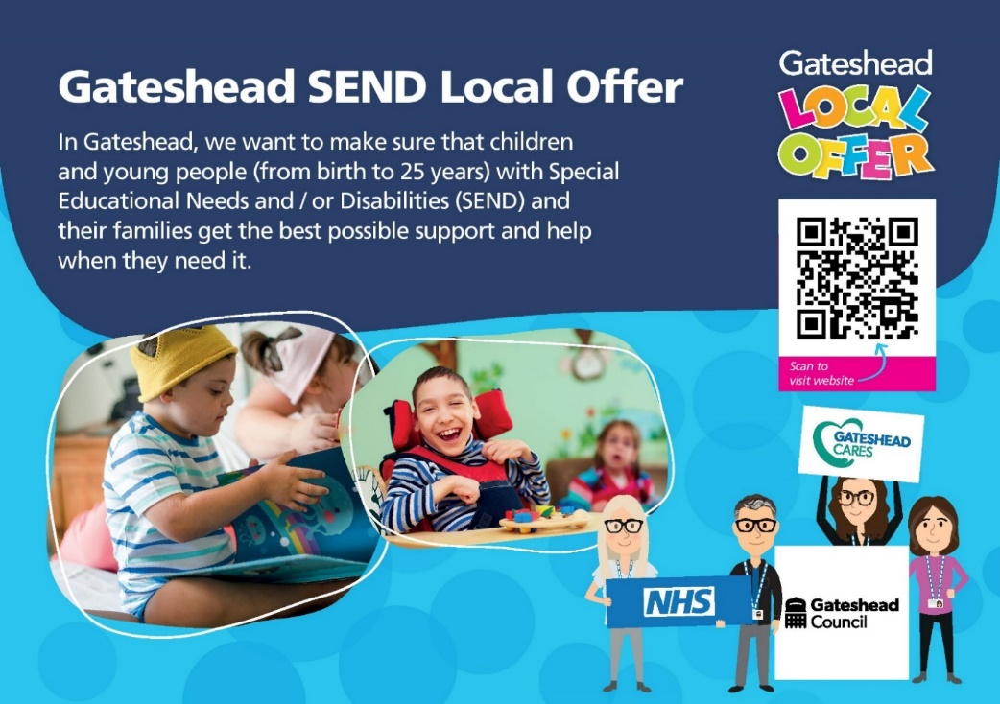 Gateshead SEND Local Offer
In Gateshead, we want to make sure that children
and young people (from birth to 25 years) with Special
Educational Needs and / or Disabilities (SEND) and
their families get the best possible support and help
when they need it.
Gateshead
LOCAL
OFFER
Scan to
visit website
GATESHEAD
CARES
NHS
Gateshead
Council